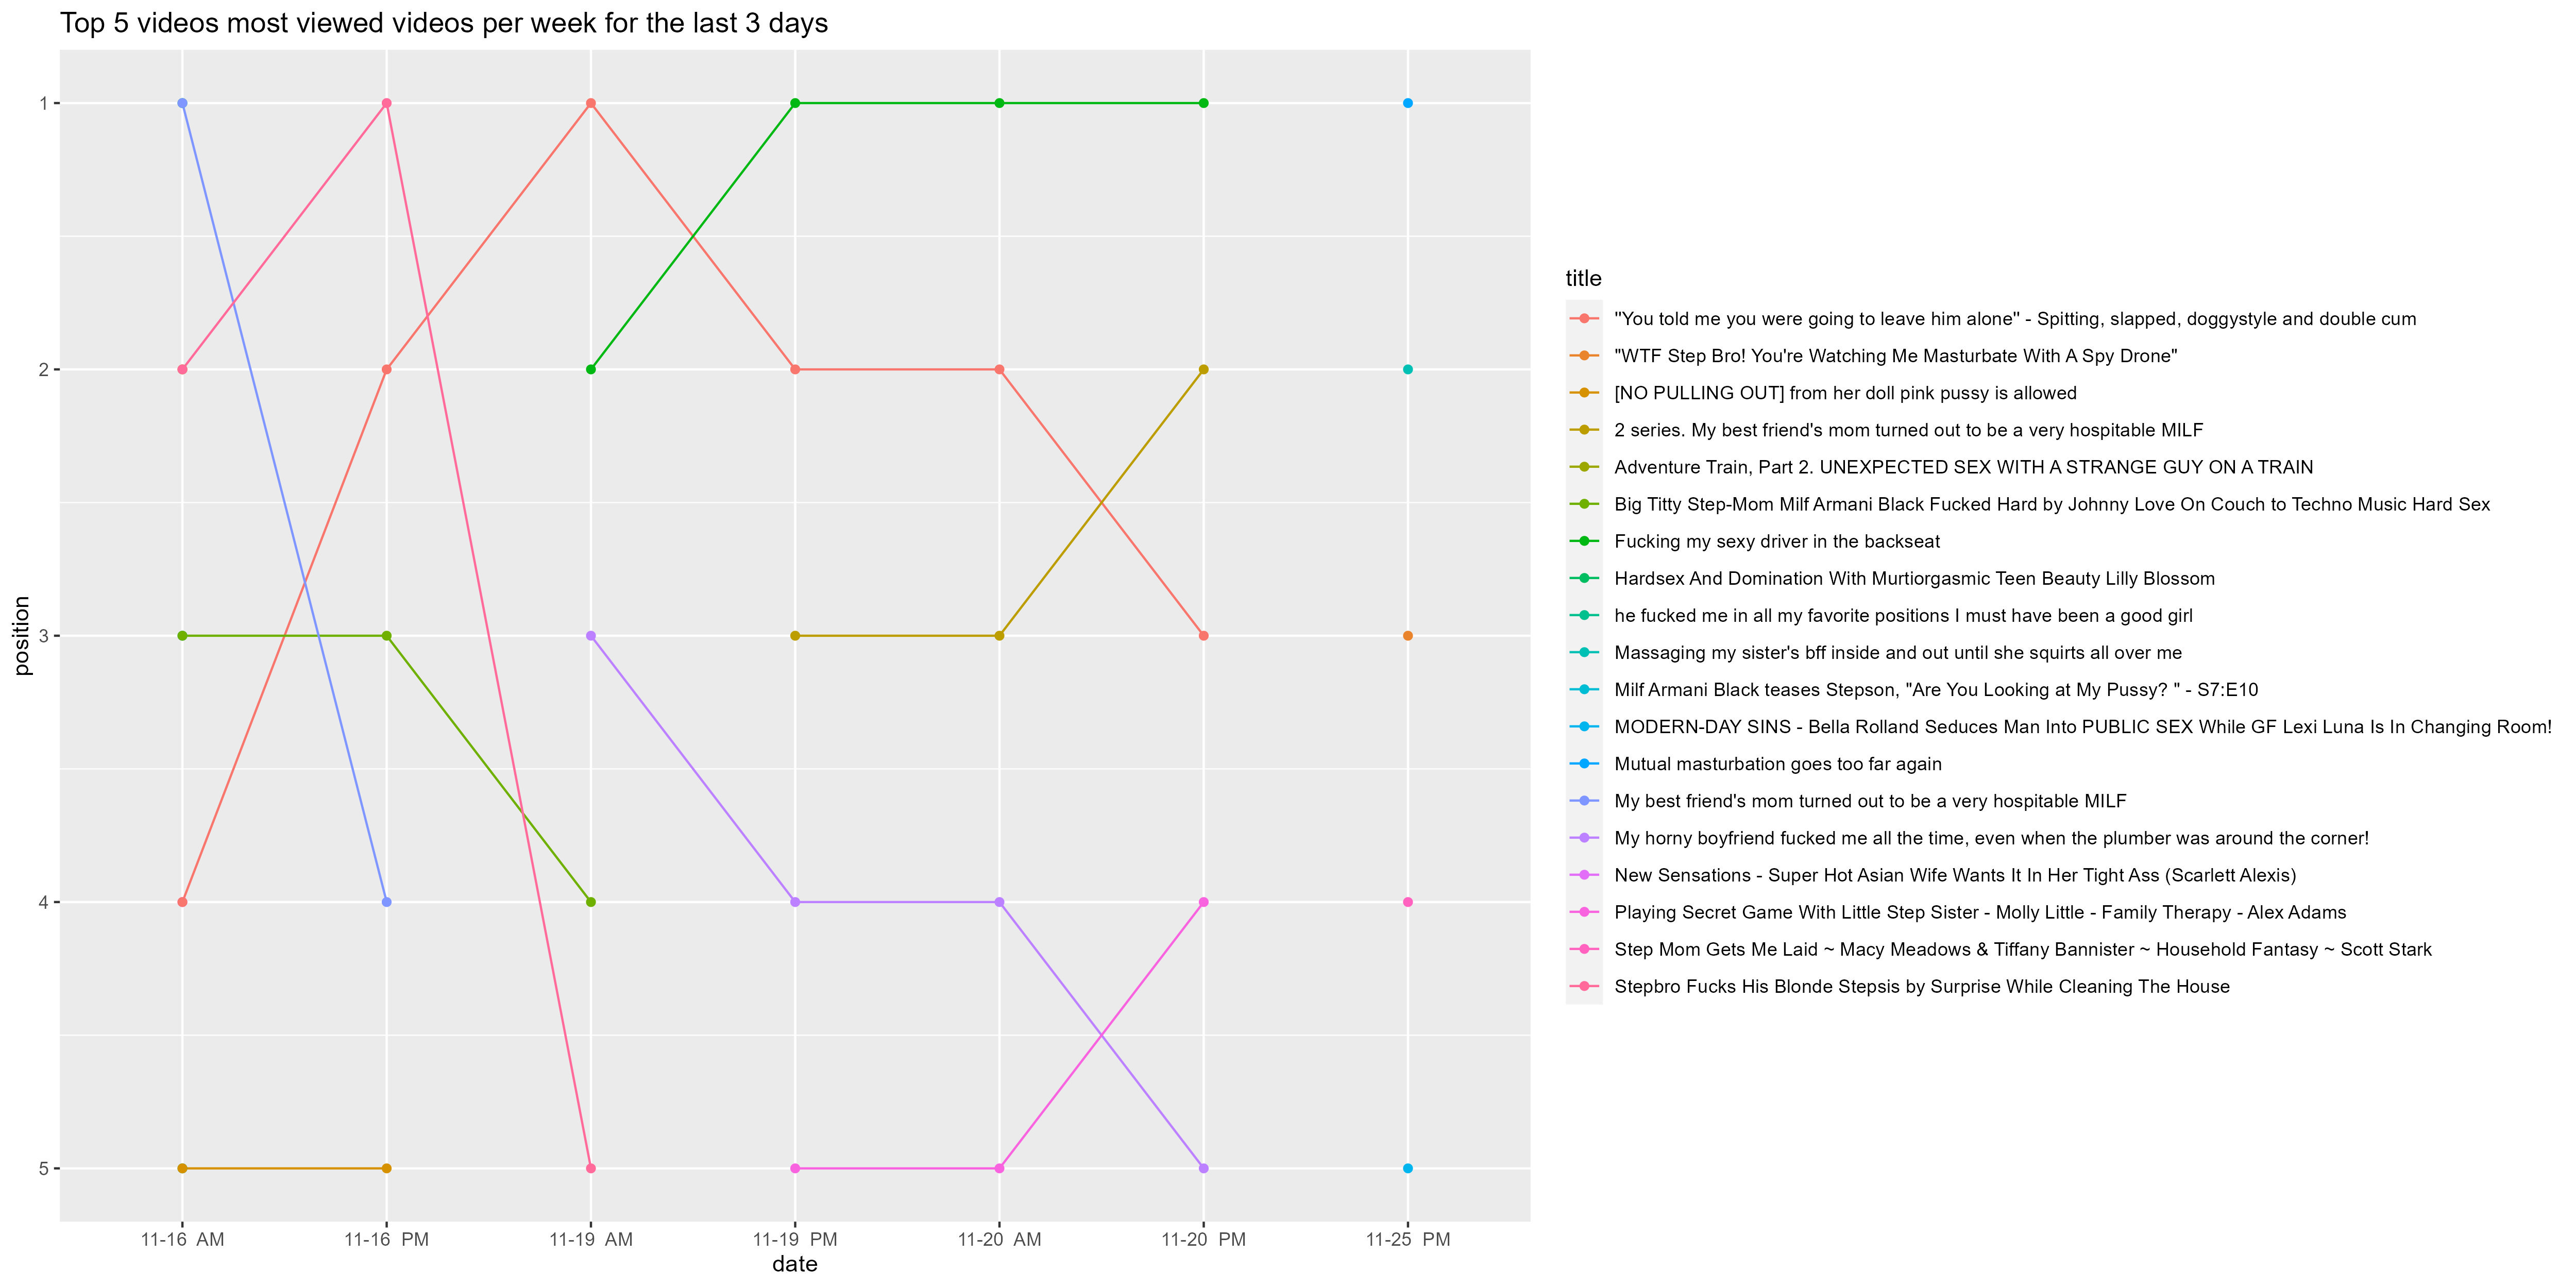 Top 5 videos most viewed videos per week for the last 3 days
1
2
3
4
5
position
11-16 AM
11-16 PM
11-19 AM
11-19 PM
11-20 AM
11-20 PM
11-25 PM
date
title
"You told me you were going to leave him alone" - Spitting, slapped, doggystyle and double cum
"WTF Step Bro! You're Watching Me Masturbate With A Spy Drone"
[NO PULLING OUT] from her doll pink pussy is allowed
2 series. My best friend's mom turned out to be a very hospitable MILF
Adventure Train, Part 2. UNEXPECTED SEX WITH A STRANGE GUY ON A TRAIN
Big Titty Step-Mom Milf Armani Black Fucked Hard by Johnny Love On Couch to Techno Music Hard Sex
Fucking my sexy driver in the backseat
Hardsex And Domination With Murtiorgasmic Teen Beauty Lilly Blossom
he fucked me in all my favorite positions I must have been a good girl
Massaging my sister's bff inside and out until she squirts all over me
Milf Armani Black teases Stepson, "Are You Looking at My Pussy? " - S7:E10
MODERN-DAY SINS - Bella Rolland Seduces Man Into PUBLIC SEX While GF Lexi Luna Is In Changing Room!
Mutual masturbation goes too far again
My best friend's mom turned out to be a very hospitable MILF
My horny boyfriend fucked me all the time, even when the plumber was around the corner!
New Sensations - Super Hot Asian Wife Wants It In Her Tight Ass (Scarlett Alexis)
Playing Secret Game With Little Step Sister - Molly Little - Family Therapy - Alex Adams
Step Mom Gets Me Laid ~ Macy Meadows & Tiffany Bannister ~ Household Fantasy ~ Scott Stark
Stepbro Fucks His Blonde Stepsis by Surprise While Cleaning The House